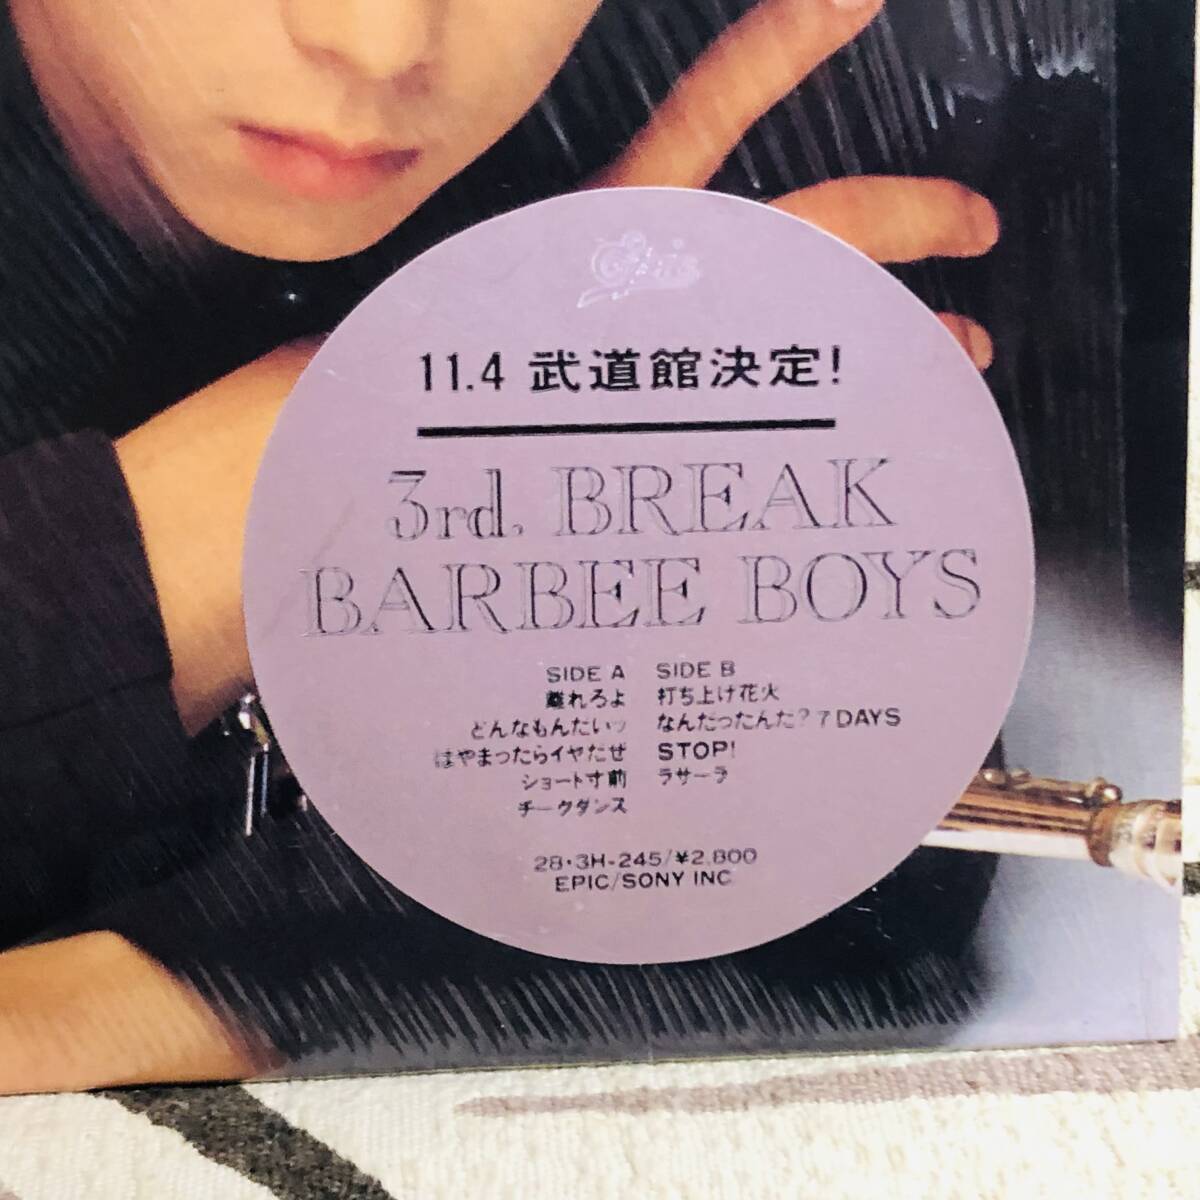 Epic
11.4 武道館決定!
3rd. BREAK
BARBEE BOYS
SIDE A
離れろよ
どんなもんだいッ
はやまったらイヤだぜ
ショート寸前
チークダンス
SIDE B
打ち上げ花火
なんだったんだ? 7 DAYS
STOP!
ラサーラ
28・3H-245/¥2,800
EPIC/SONY INC